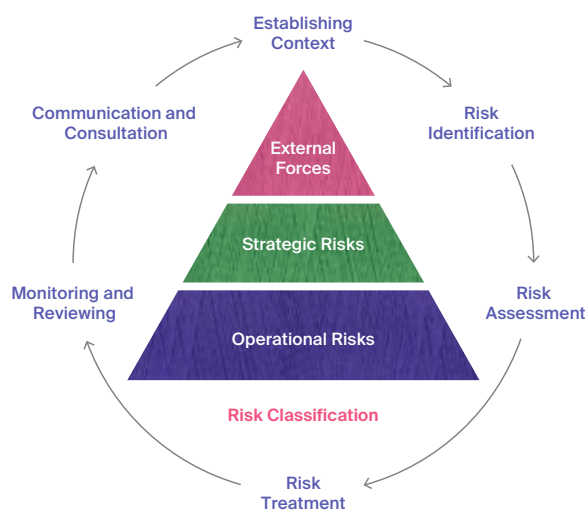 Establishing
Context
Communication and
Consultation
Risk
Identification
External
Forces
Strategic Risks
Monitoring and
Reviewing
Risk
Assessment
Operational Risks
Risk Classification
Risk
Treatment